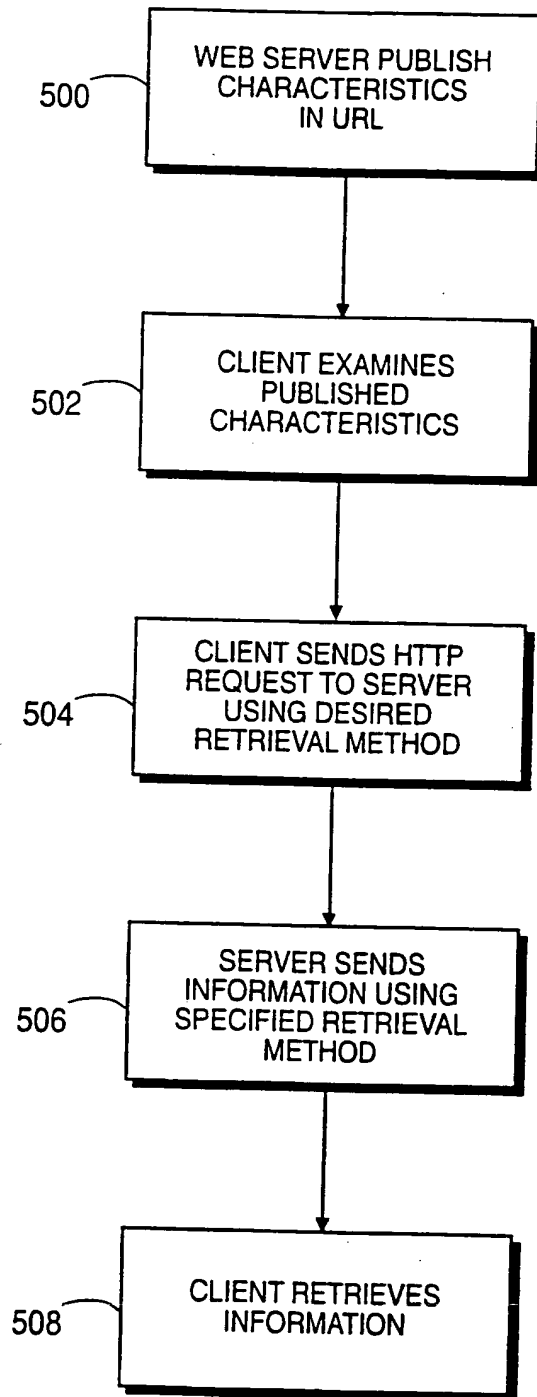 WEB SERVER PUBLISH
CHARACTERISTICS
IN URL
500
CLIENT EXAMINES
PUBLISHED
CHARACTERISTICS
502
CLIENT SENDS HTTP
REQUEST TO SERVER
USING DESIRED
RETRIEVAL METHOD
504
SERVER SENDS
INFORMATION USING
SPECIFIED RETRIEVAL
METHOD
506
CLIENT RETRIEVES
INFORMATION
508